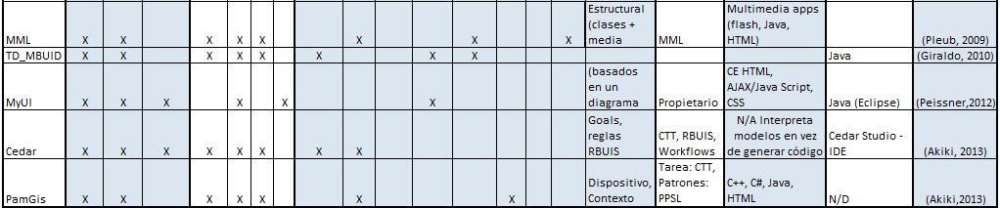 MML X X X X X X X X Estructural (clases + media MML Multimedia apps (flash, Java, HTML) (Pleub, 2009)
TD_MBUID X X X X X X X X Java (Giraldo, 2010)
MyUI X X X X X X (basados en un diagrama Propietario CE HTML, AJAX/Java Script, CSS Java (Eclipse) (Peissner,2012)
Cedar X X X X X X X X Goals, reglas RBUIS CTT, RBUIS, Workflows N/A Interpreta modelos en vez de generar código Cedar Studio - IDE (Akiki, 2013)
PamGis X X X X X X X Dispositivo, Contexto Tarea: CTT, Patrones: PPSL C++, C#, Java, HTML N/D (Akiki,2013)